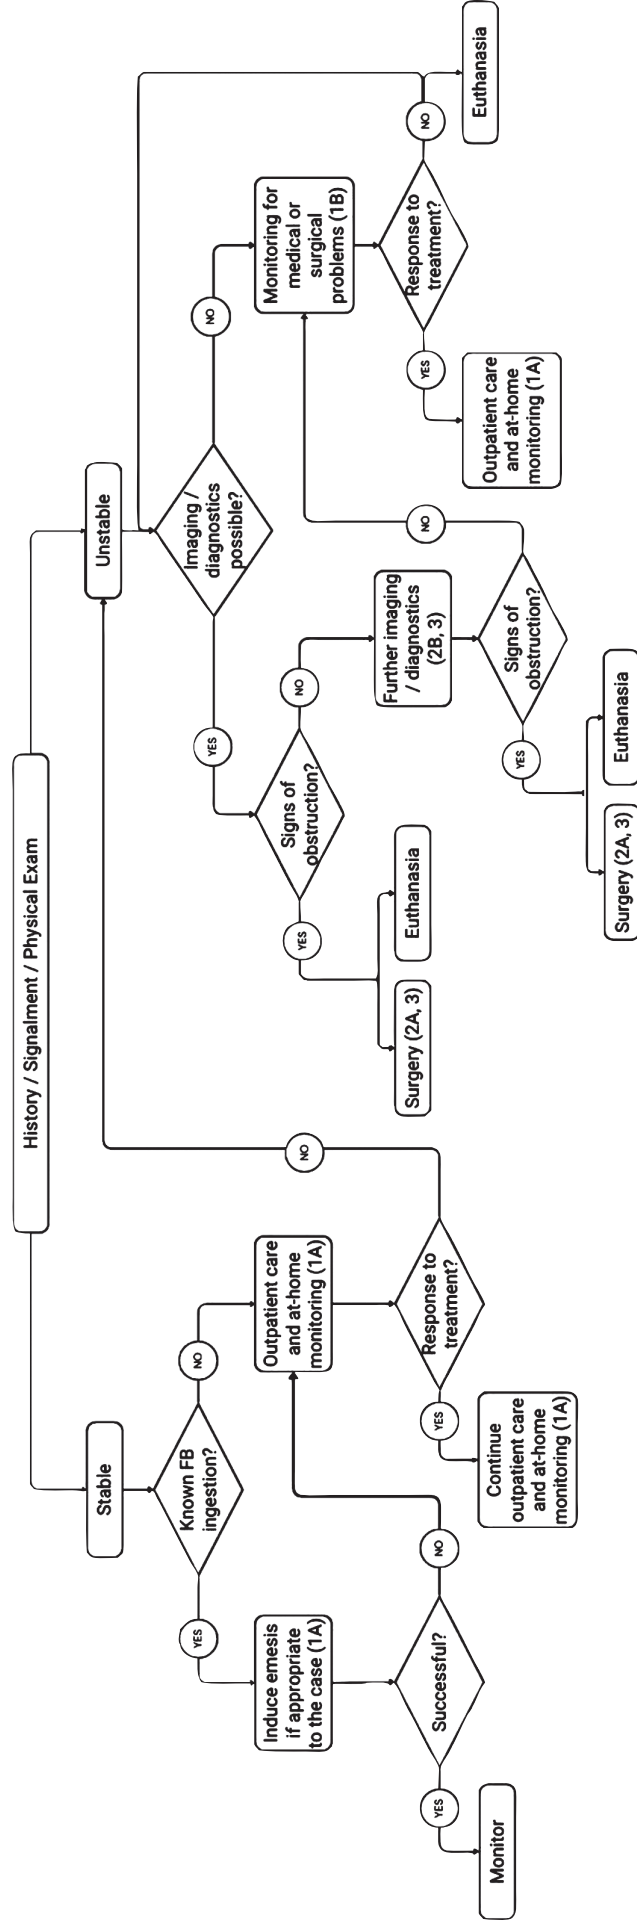 History / Signalment / Physical Exam
Stable
Unstable
Known FB
ingestion?
YES
NO
Induce emesis
if appropriate
to the case (1A)
Outpatient care
and at-home
monitoring (1A)
Successful?
YES
NO
Monitor
Response to
treatment?
YES
NO
Continue
outpatient care
and at-home
monitoring (1A)
Imaging /
diagnostics
possible?
YES
NO
Signs of
obstruction?
YES
NO
Surgery (2A, 3)
Euthanasia
Further imaging
/ diagnostics
(2B, 3)
Signs of
obstruction?
YES
NO
Surgery (2A, 3)
Euthanasia
Monitoring for
medical or
surgical
problems (1B)
Response to
treatment?
YES
NO
Outpatient care
and at-home
monitoring (1A)
Euthanasia